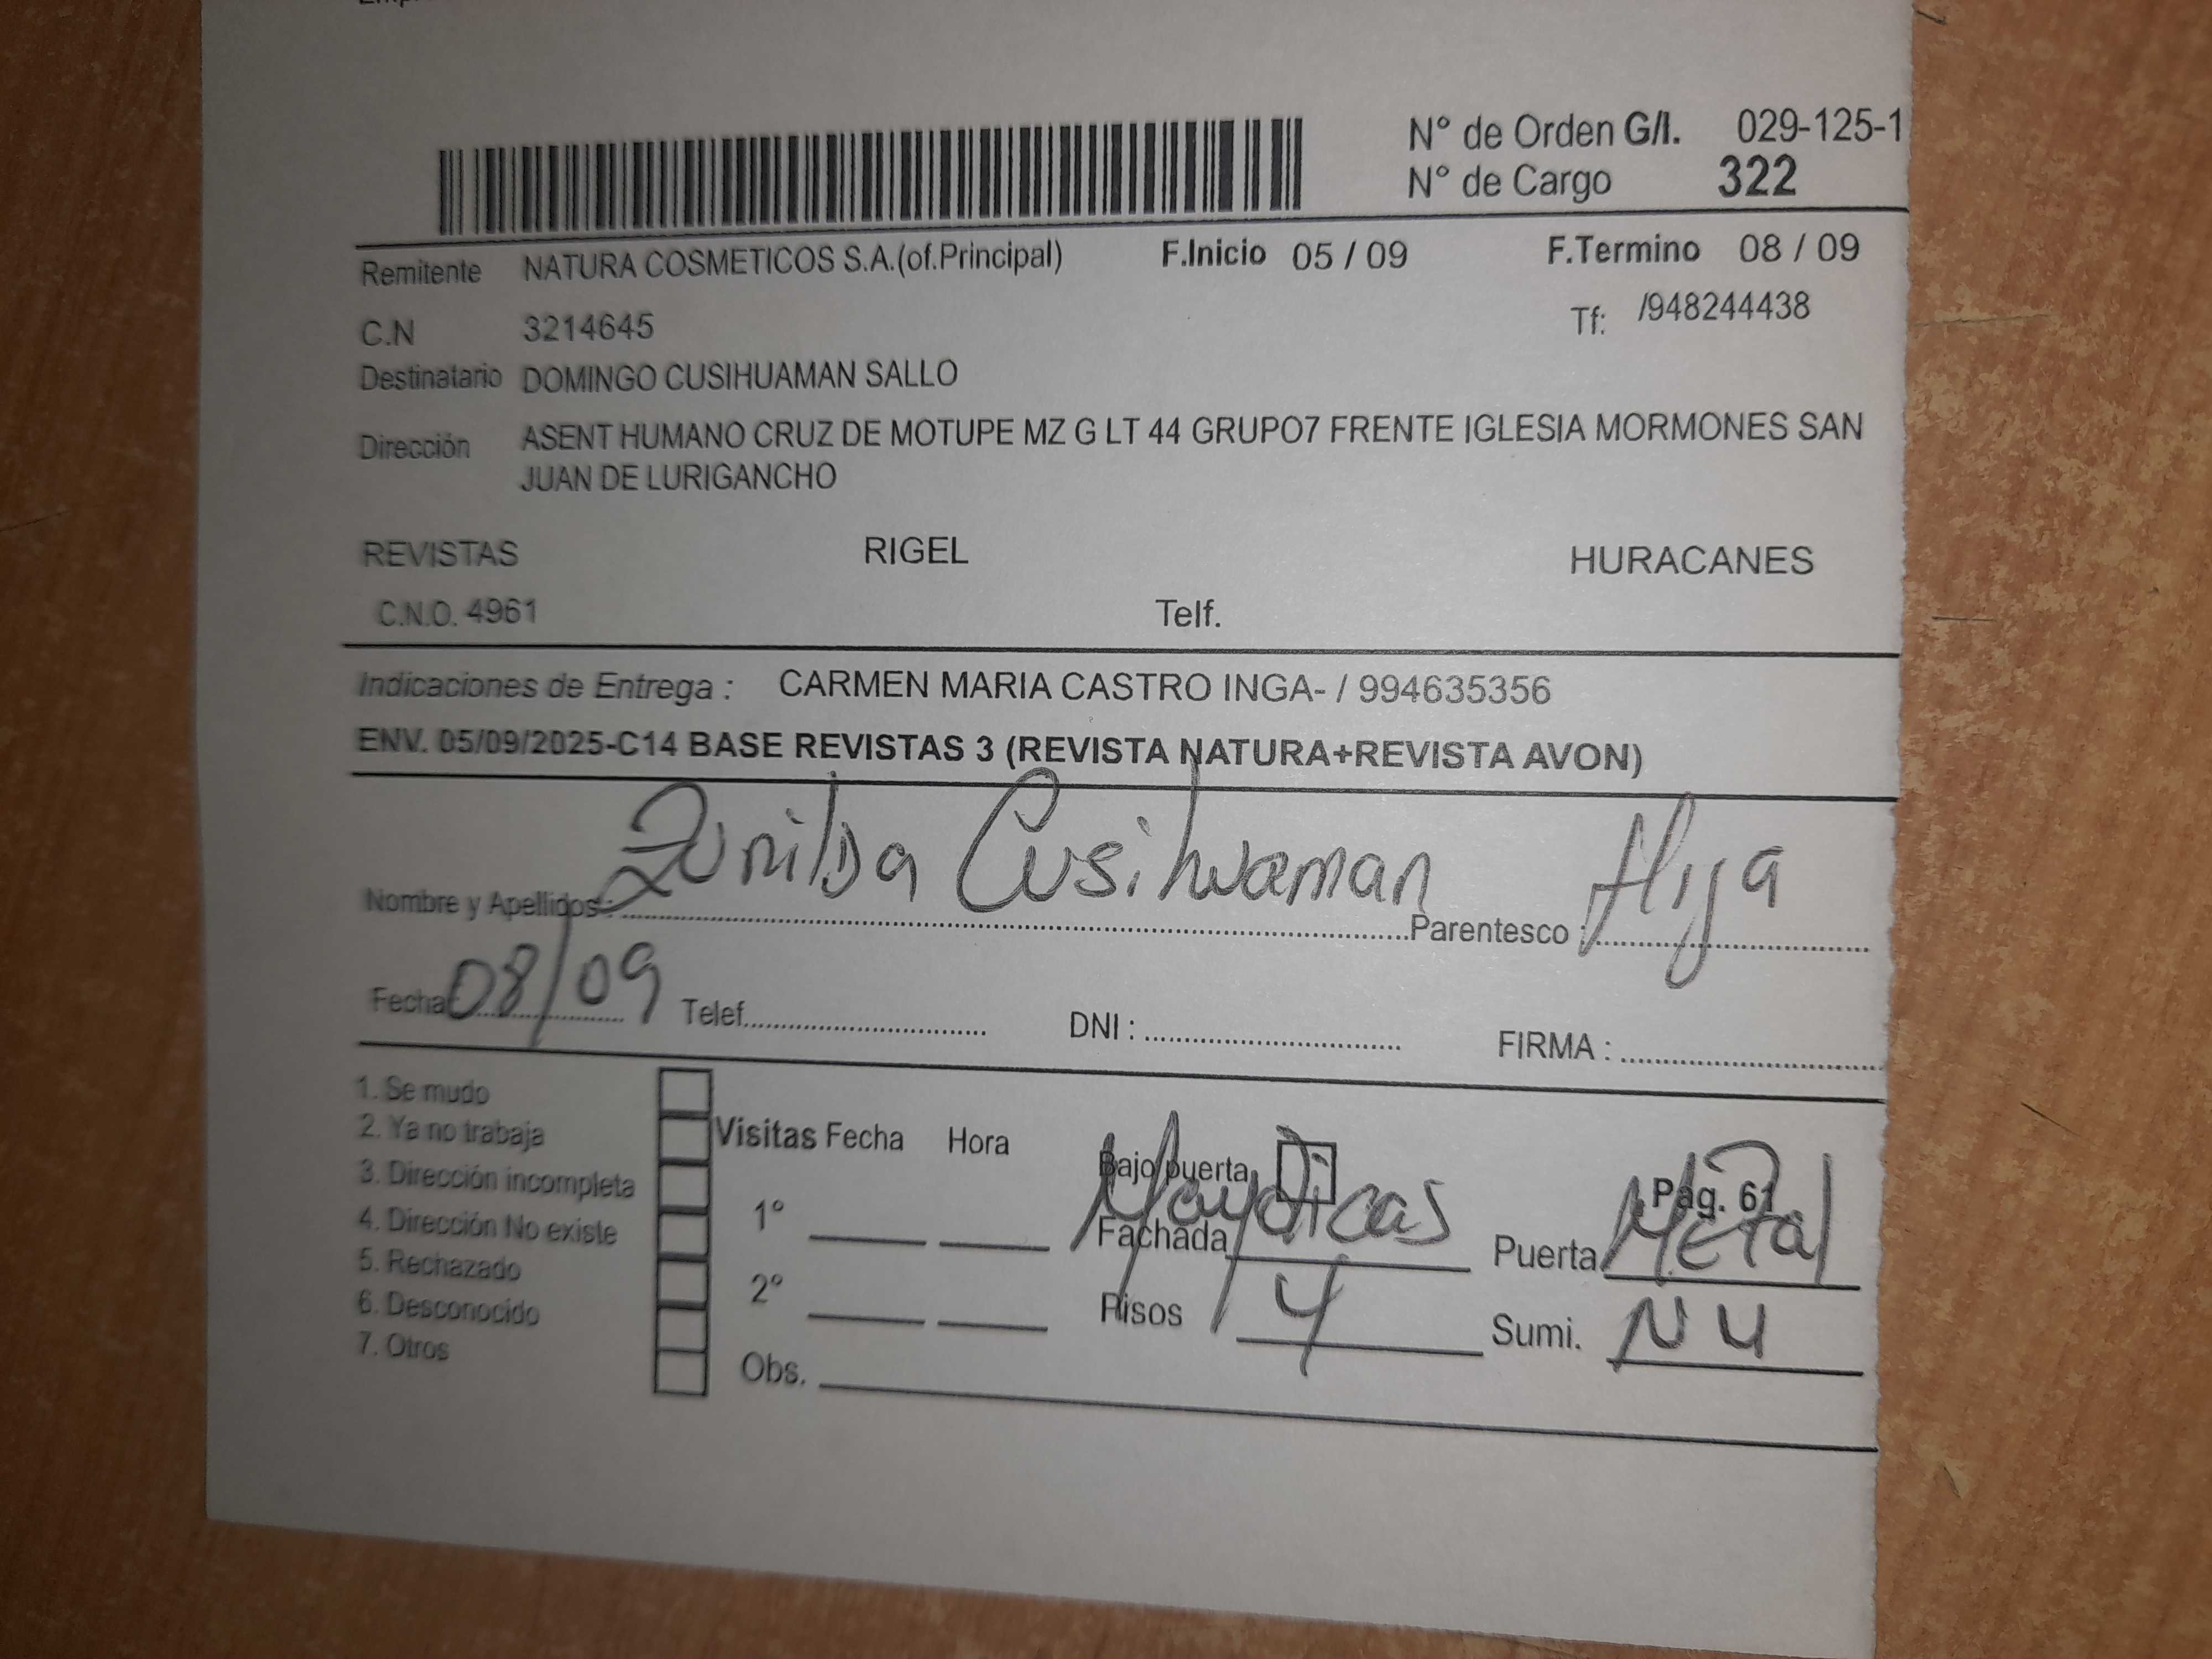 N° de Orden G/I. 029-125-1
N° de Cargo 322
Remitente NATURA COSMETICOS S.A.(of.Principal) F.Inicio 05 / 09 F.Termino 08 / 09
C.N 3214645 Tf: /948244438
Destinatario DOMINGO CUSIHUAMAN SALLO
Dirección ASENT HUMANO CRUZ DE MOTUPE MZ G LT 44 GRUPO7 FRENTE IGLESIA MORMONES SAN
JUAN DE LURIGANCHO
REVISTAS RIGEL HURACANES
C.N.O. 4961 Telf.
Indicaciones de Entrega : CARMEN MARIA CASTRO INGA- / 994635356
ENV. 05/09/2025-C14 BASE REVISTAS 3 (REVISTA NATURA+REVISTA AVON)
Nombre y Apellidos : Zunilda Cusihuaman Parentesco : Hija
Fecha: 08/09 Telef. DNI : FIRMA :
1. Se mudo
2. Ya no trabaja
3. Dirección incompleta
4. Dirección No existe
5. Rechazado
6. Desconocido
7. Otros
Visitas Fecha Hora
1°
2°
Obs.
Bajo puerta Pág. 61
Fachada Mayolicas Puerta Metal
Pisos 4 Sumi. N 4